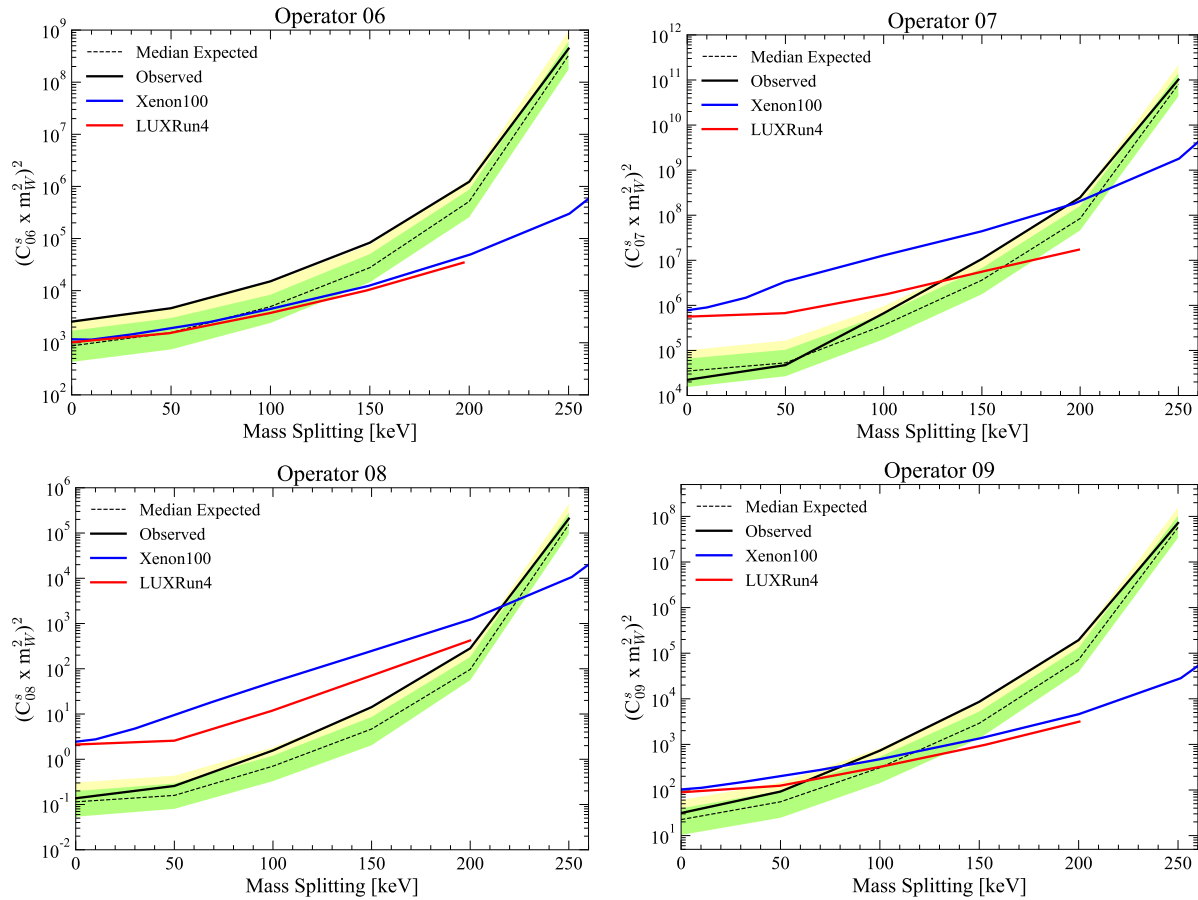 Operator 06
10^9
10^8
10^7
10^6
10^5
10^4
10^3
10^2
(C^s_06 x m^2_W)^2
Median Expected
Observed
Xenon100
LUXRun4
0 50 100 150 200 250
Mass Splitting [keV]
Operator 07
10^12
10^11
10^10
10^9
10^8
10^7
10^6
10^5
10^4
(C^s_07 x m^2_W)^2
Median Expected
Observed
Xenon100
LUXRun4
0 50 100 150 200 250
Mass Splitting [keV]
Operator 08
10^6
10^5
10^4
10^3
10^2
10^1
10^0
10^-1
10^-2
(C^s_08 x m^2_W)^2
Median Expected
Observed
Xenon100
LUXRun4
0 50 100 150 200 250
Mass Splitting [keV]
Operator 09
10^8
10^7
10^6
10^5
10^4
10^3
10^2
10^1
(C^s_09 x m^2_W)^2
Median Expected
Observed
Xenon100
LUXRun4
0 50 100 150 200 250
Mass Splitting [keV]